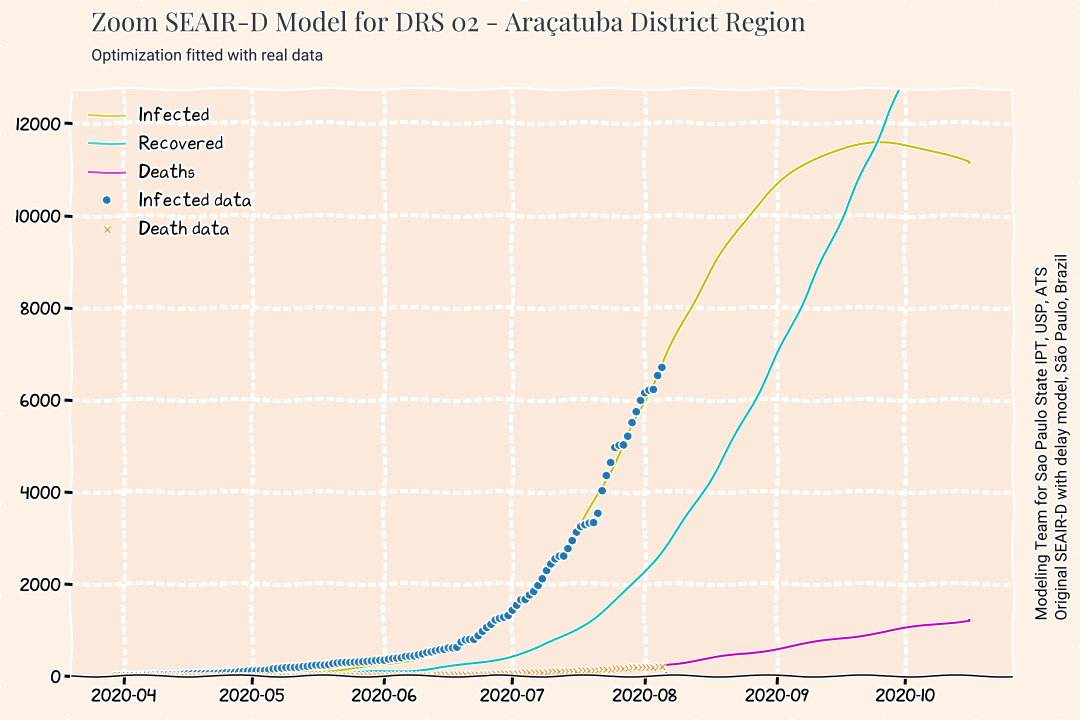 Zoom SEAIR-D Model for DRS 02 - Araçatuba District Region
Optimization fitted with real data
Infected
Recovered
Deaths
Infected data
Death data
12000
10000
8000
6000
4000
2000
0
2020-04 2020-05 2020-06 2020-07 2020-08 2020-09 2020-10
Modeling Team for Sao Paulo State IPT, USP, ATS
Original SEAIR-D with delay model, São Paulo, Brazil